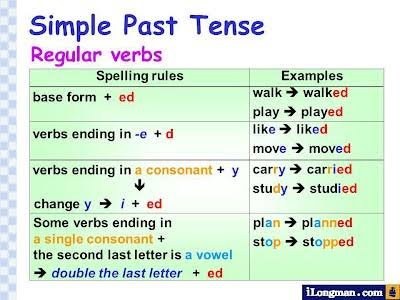 Simple Past Tense
Regular verbs
Spelling rules Examples
base form + ed
walk → walked
play → played
verbs ending in -e + d
like → liked
move → moved
verbs ending in a consonant + y
↓
change y → i + ed
carry → carried
study → studied
Some verbs ending in
a single consonant +
the second last letter is a vowel
→ double the last letter + ed
plan → planned
stop → stopped
iLongman.com